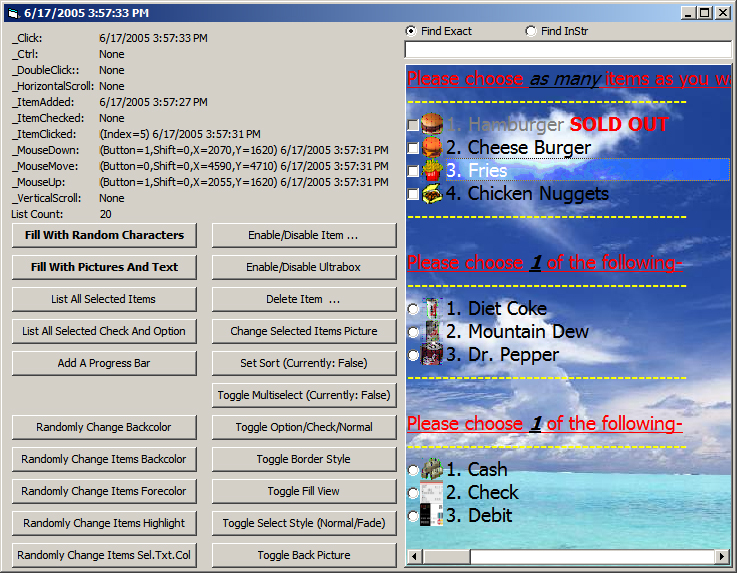 6/17/2005 3:57:33 PM
_Click: 6/17/2005 3:57:33 PM
_Ctrl: None
_DoubleClick:: None
_HorizontalScroll: None
_ItemAdded: 6/17/2005 3:57:27 PM
_ItemChecked: None
_ItemClicked: (Index=5) 6/17/2005 3:57:31 PM
_MouseDown: (Button=1,Shift=0,X=2070,Y=1620) 6/17/2005 3:57:31 PM
_MouseMove: (Button=0,Shift=0,X=4590,Y=4710) 6/17/2005 3:57:31 PM
_MouseUp: (Button=1,Shift=0,X=2055,Y=1620) 6/17/2005 3:57:31 PM
_VerticalScroll: None
List Count: 20
Fill With Random Characters Enable/Disable Item ...
Fill With Pictures And Text Enable/Disable Ultrabox
List All Selected Items Delete Item ...
List All Selected Check And Option Change Selected Items Picture
Add A Progress Bar Set Sort (Currently: False)
Toggle Multiselect (Currently: False)
Randomly Change Backcolor Toggle Option/Check/Normal
Randomly Change Items Backcolor Toggle Border Style
Randomly Change Items Forecolor Toggle Fill View
Randomly Change Items Highlight Toggle Select Style (Normal/Fade)
Randomly Change Items Sel.Txt.Col Toggle Back Picture
Find Exact Find InStr
Please choose as many items as you
1. Hamburger SOLD OUT
2. Cheese Burger
3. Fries
4. Chicken Nuggets
Please choose 1 of the following-
1. Diet Coke
2. Mountain Dew
3. Dr. Pepper
Please choose 1 of the following-
1. Cash
2. Check
3. Debit